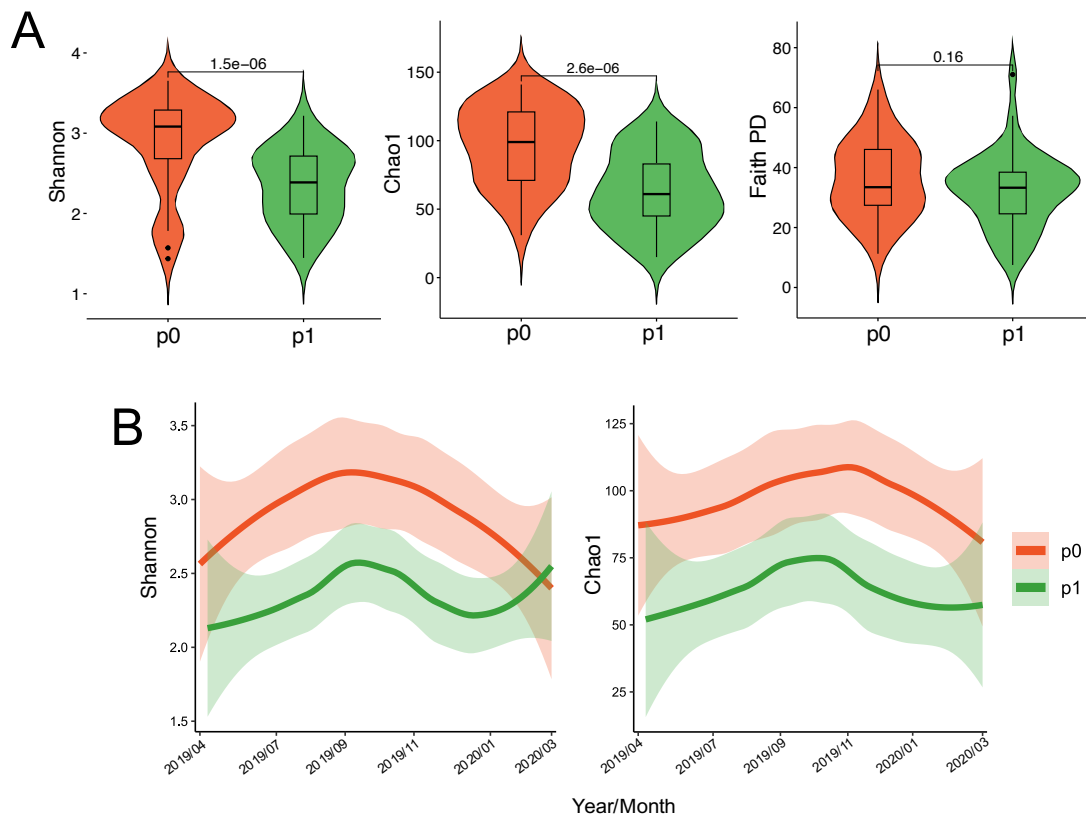 A
Shannon
4
3
2
1
1.5e−06
p0
p1
Chao1
150
100
50
0
2.6e−06
p0
p1
Faith PD
80
60
40
20
0
0.16
p0
p1
B
Shannon
3.5
3.0
2.5
2.0
1.5
2019/04
2019/07
2019/09
2019/11
2020/01
2020/03
Chao1
125
100
75
50
25
2019/04
2019/07
2019/09
2019/11
2020/01
2020/03
p0
p1
Year/Month